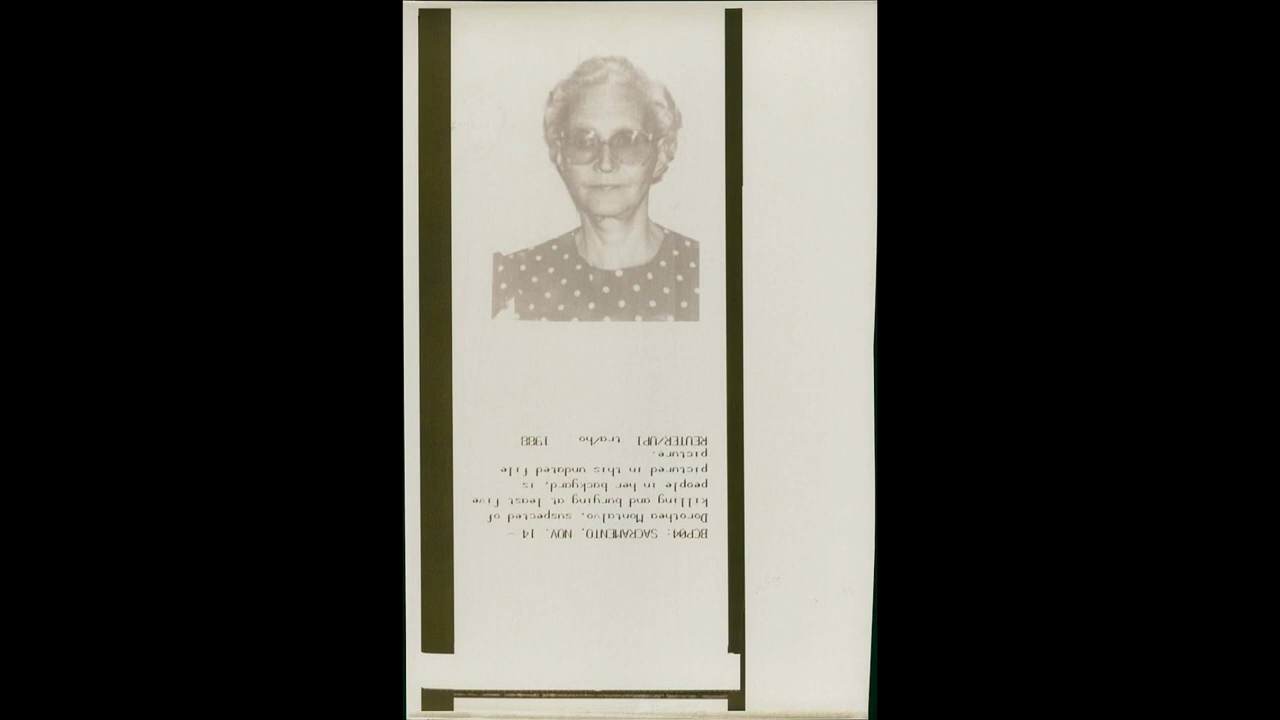 BCP04: SACRAMENTO, NOV. 14 -
Dorothea Montalvo, suspected of
killing and burying at least five
people in her backyard, is
pictured in this undated file
picture.
REUTER/UPI tra/ho 1988